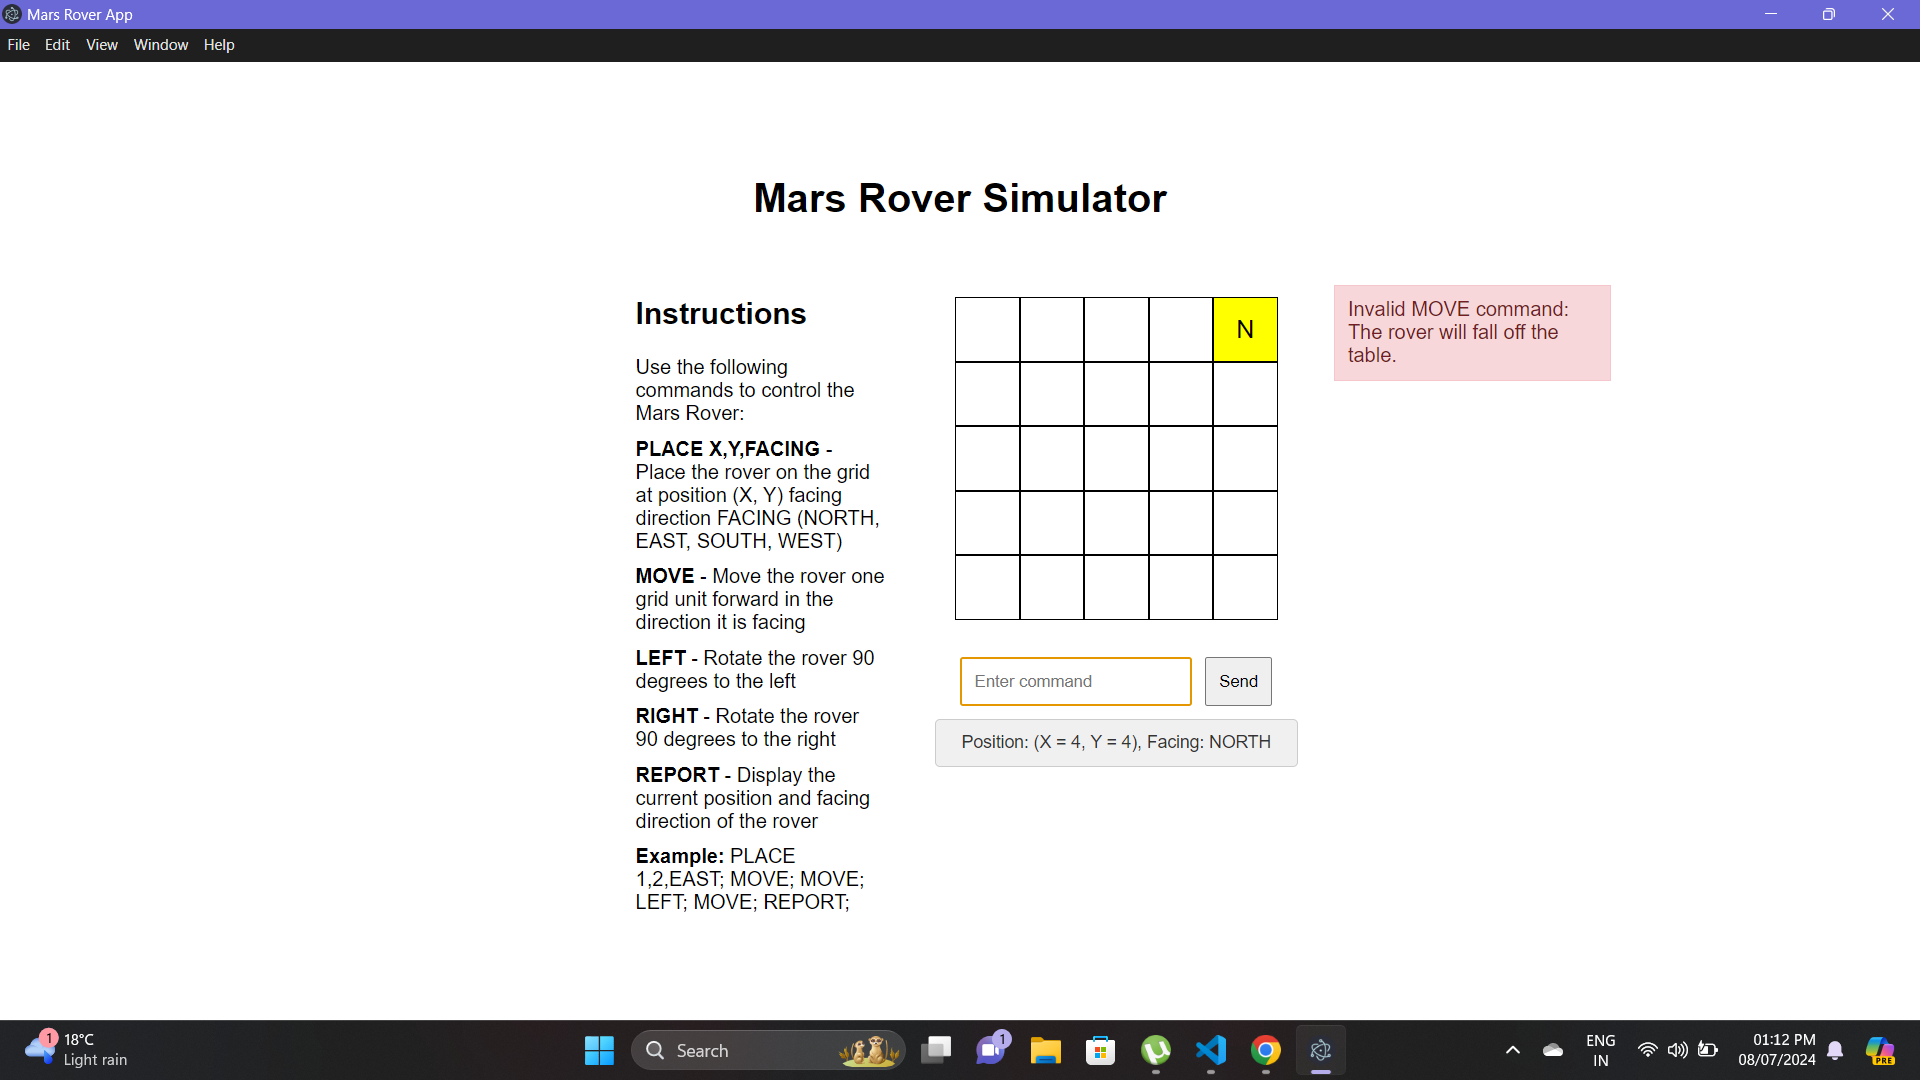 Mars Rover App
File Edit View Window Help
Mars Rover Simulator
Instructions
Use the following
commands to control the
Mars Rover:
PLACE X,Y,FACING -
Place the rover on the grid
at position (X, Y) facing
direction FACING (NORTH,
EAST, SOUTH, WEST)
MOVE - Move the rover one
grid unit forward in the
direction it is facing
LEFT - Rotate the rover 90
degrees to the left
RIGHT - Rotate the rover
90 degrees to the right
REPORT - Display the
current position and facing
direction of the rover
Example: PLACE
1,2,EAST; MOVE; MOVE;
LEFT; MOVE; REPORT;
N
Enter command
Send
Position: (X = 4, Y = 4), Facing: NORTH
Invalid MOVE command:
The rover will fall off the
table.
1
18°C
Light rain
Search
1
ENG
IN
01:12 PM
08/07/2024
PRE